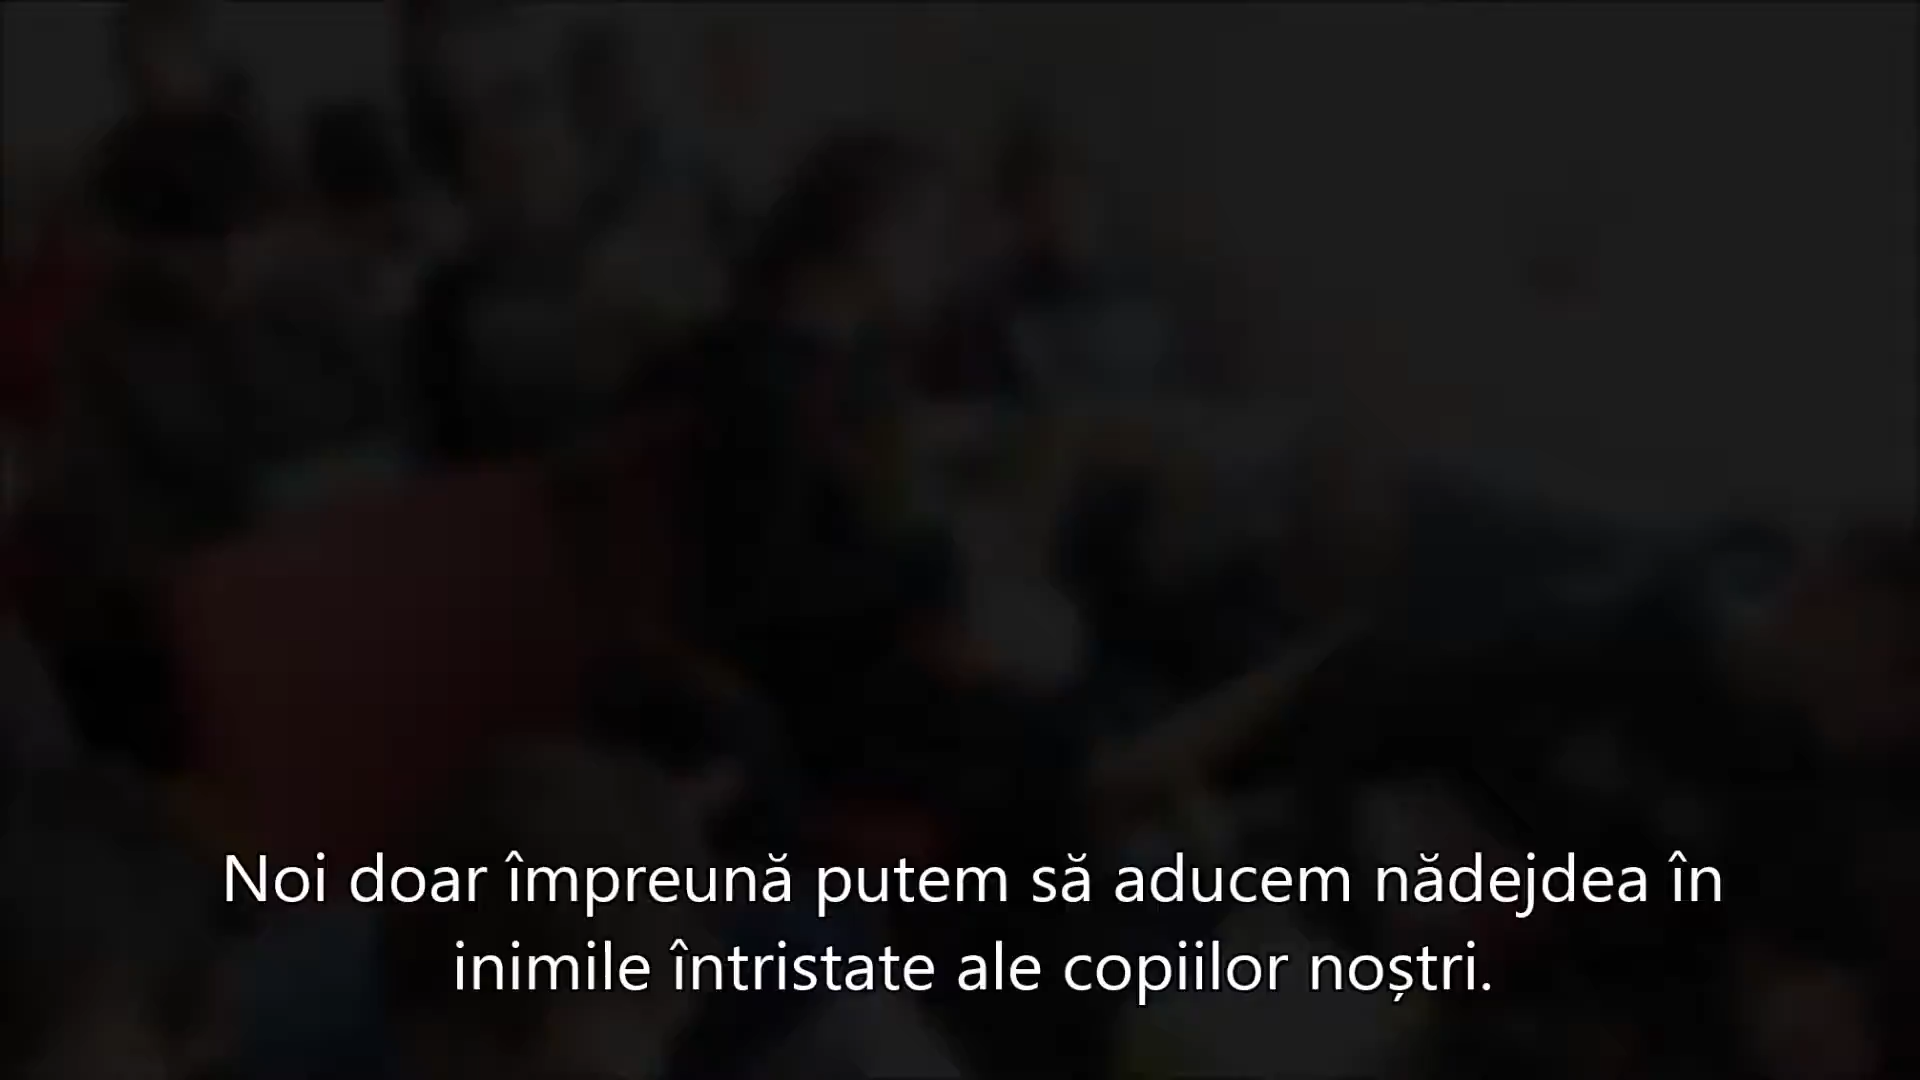 Noi doar împreună putem să aducem nădejdea în
inimile întristate ale copiilor noștri.